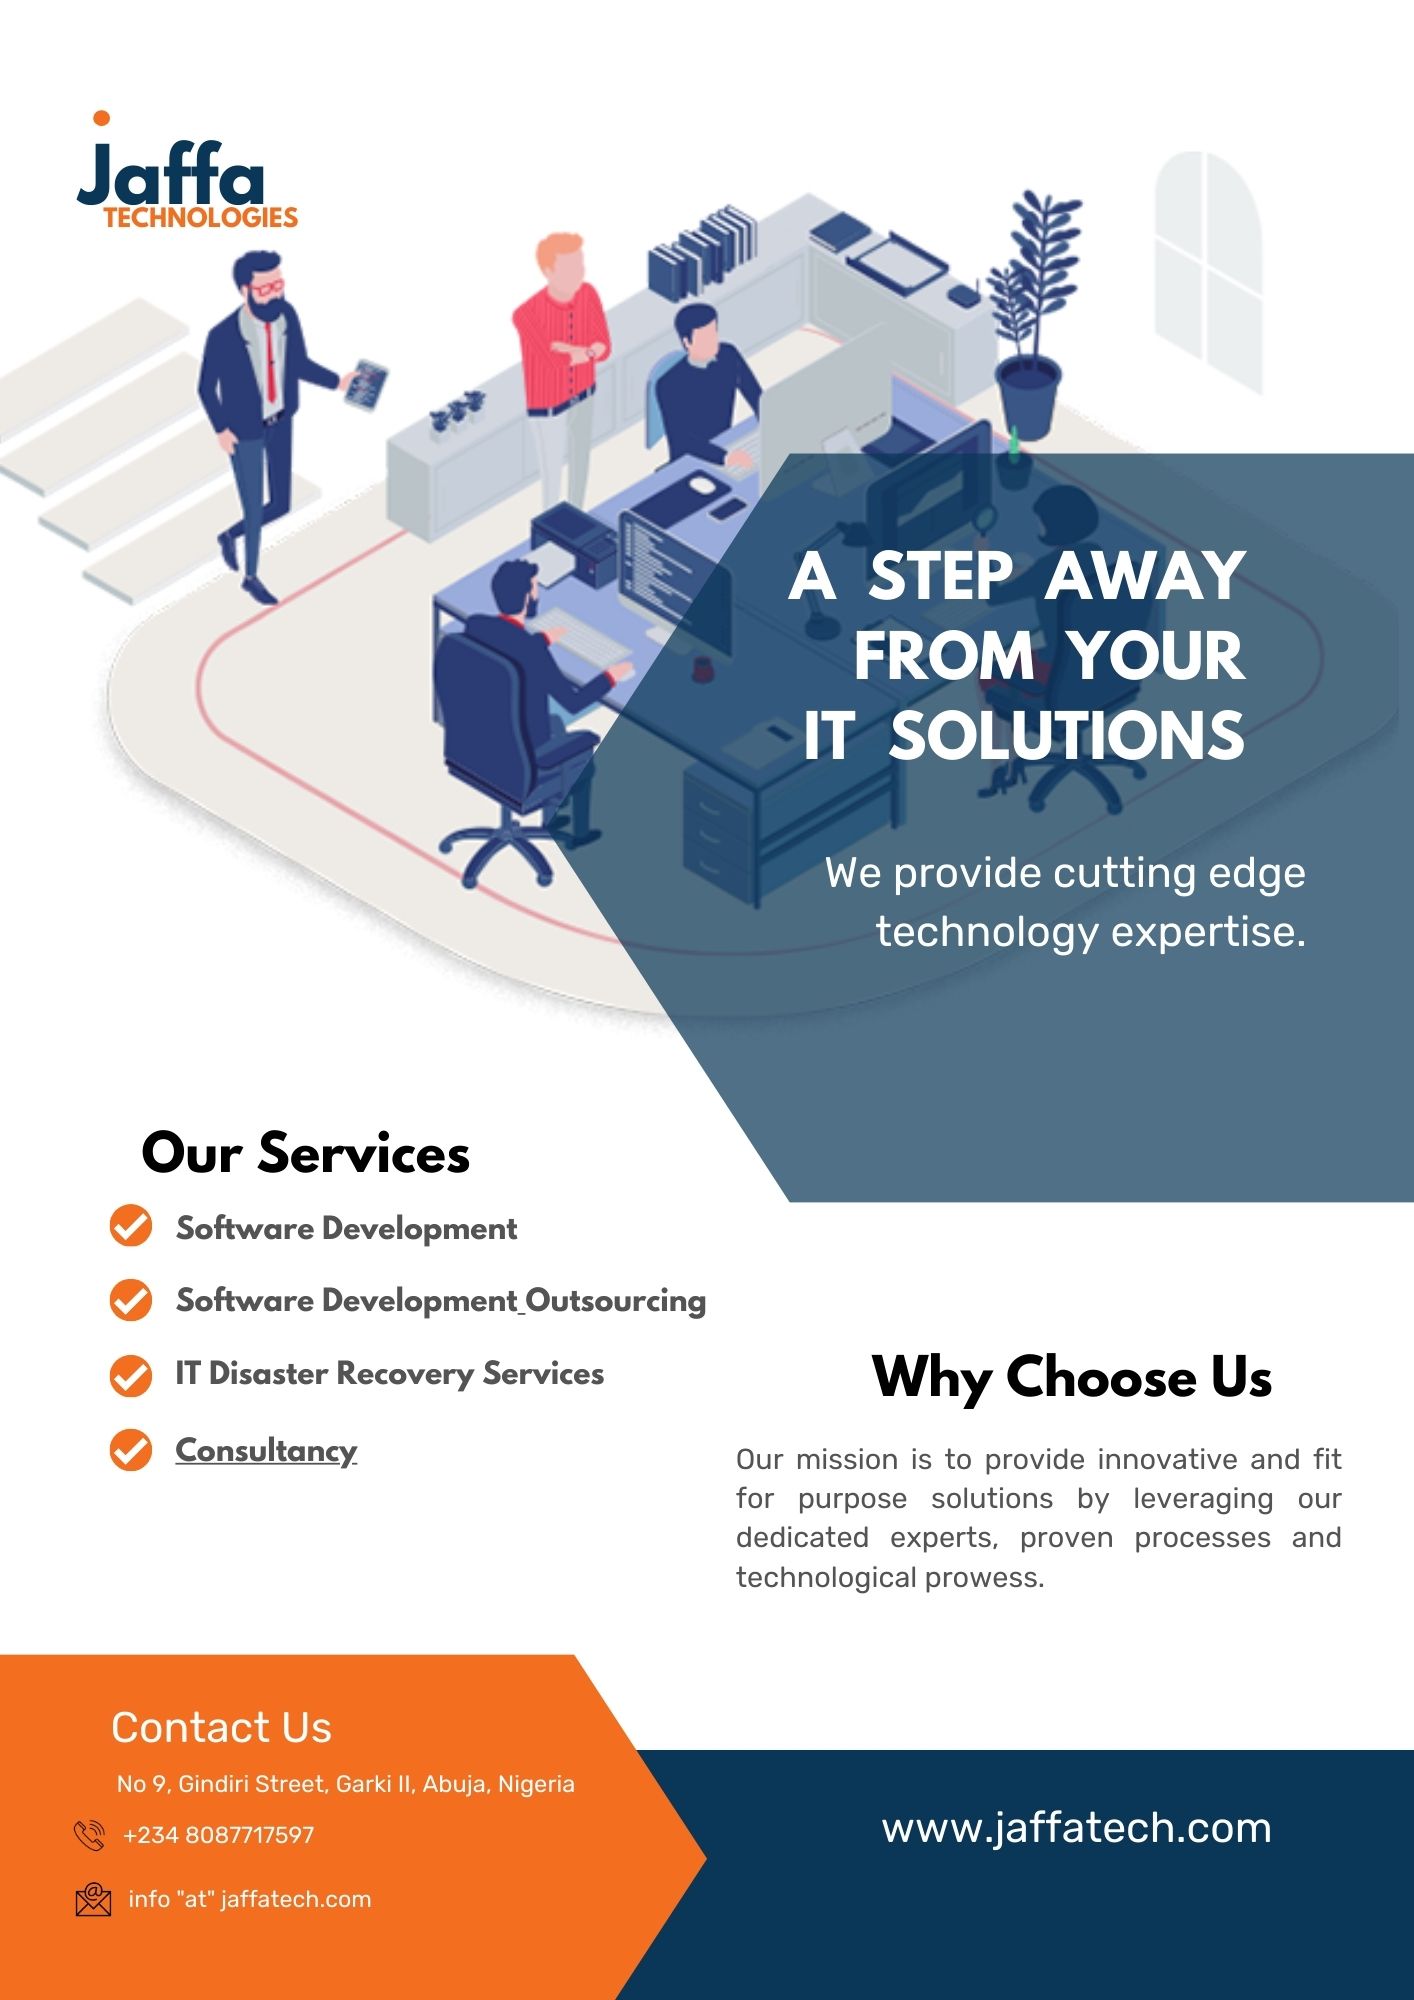 Jaffa
TECHNOLOGIES
A STEP AWAY
FROM YOUR
IT SOLUTIONS
We provide cutting edge
technology expertise.
Our Services
Software Development
Software Development Outsourcing
IT Disaster Recovery Services
Consultancy
Why Choose Us
Our mission is to provide innovative and fit
for purpose solutions by leveraging our
dedicated experts, proven processes and
technological prowess.
Contact Us
No 9, Gindiri Street, Garki II, Abuja, Nigeria
+234 8087717597
info "at" jaffatech.com
www.jaffatech.com